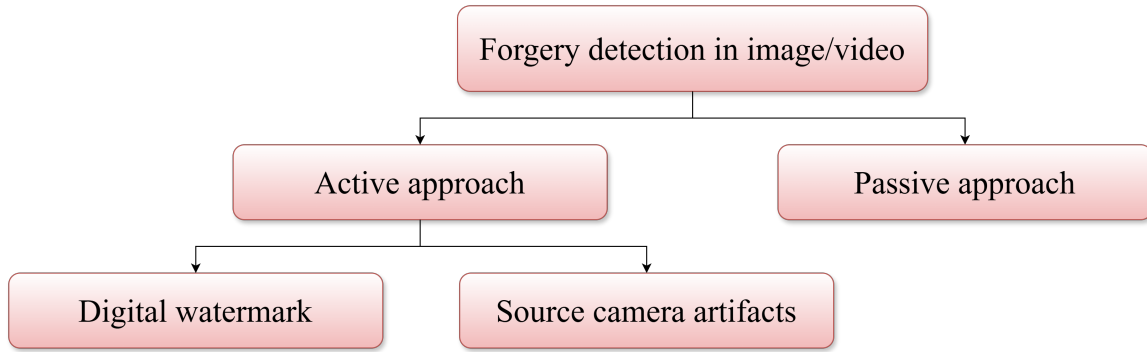 Forgery detection in image/video
Active approach
Passive approach
Digital watermark
Source camera artifacts